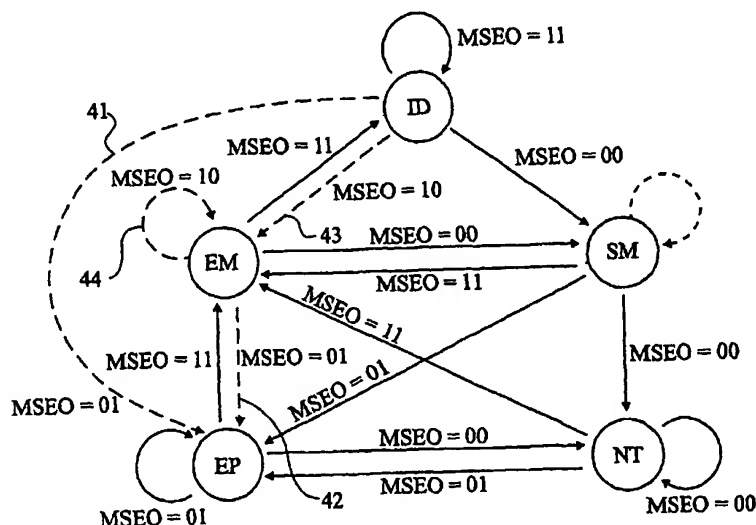 MSEO = 11
ID
41
MSEO = 11
MSEO = 00
MSEO = 10
MSEO = 10
43
MSEO = 00
EM
SM
44
MSEO = 11
MSEO = 11
MSEO = 11
MSEO = 01
MSEO = 01
MSEO = 00
MSEO = 01
MSEO = 00
EP
NT
42
MSEO = 01
MSEO = 01
MSEO = 00